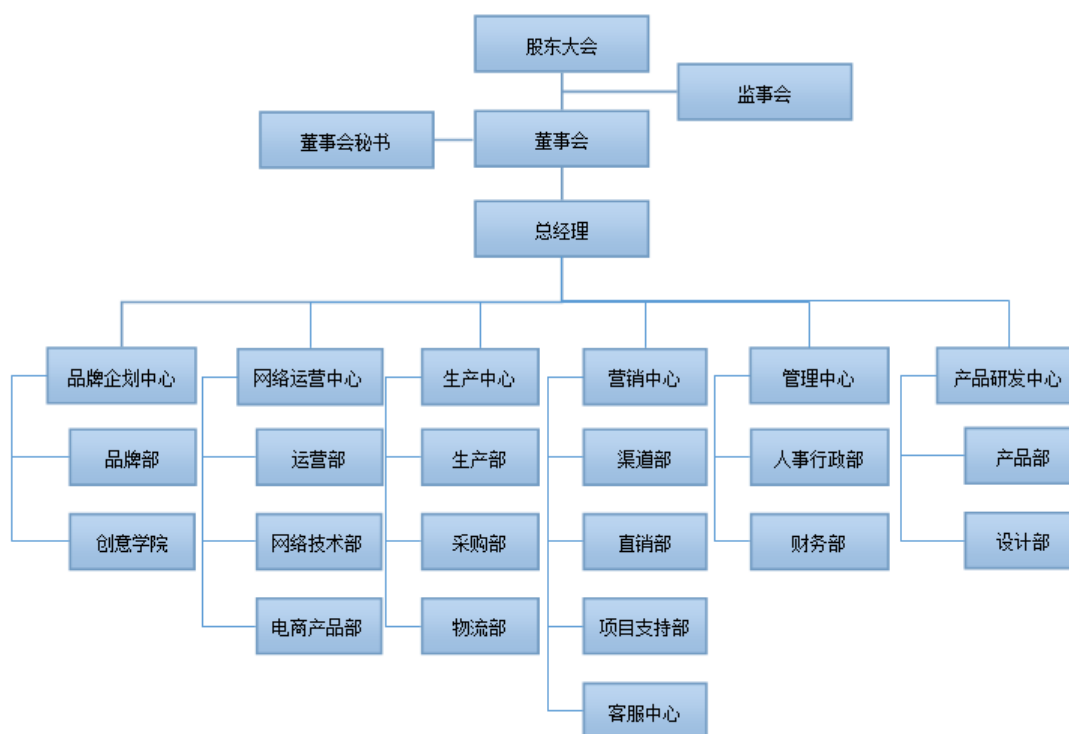 股东大会
监事会
董事会秘书
董事会
总经理
品牌企划中心
网络运营中心
生产中心
营销中心
管理中心
产品研发中心
品牌部
运营部
生产部
渠道部
人事行政部
产品部
创意学院
网络技术部
采购部
直销部
财务部
设计部
电商产品部
物流部
项目支持部
客服中心